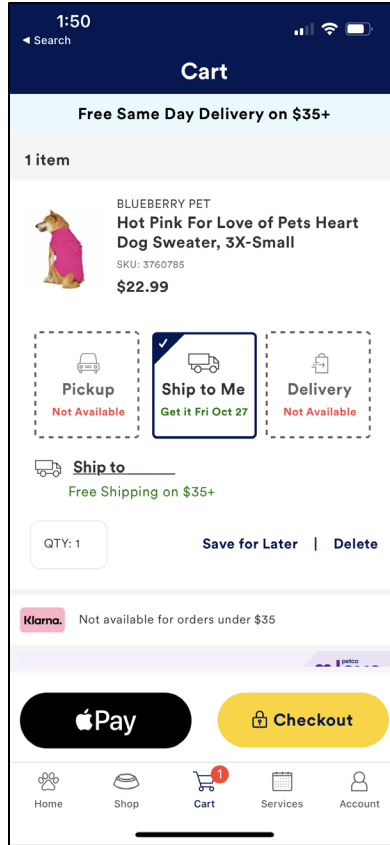 1:50
◀ Search
Cart
Free Same Day Delivery on $35+
1 item
BLUEBERRY PET
Hot Pink For Love of Pets Heart
Dog Sweater, 3X-Small
SKU: 3760785
$22.99
Pickup
Not Available
Ship to Me
Get it Fri Oct 27
Delivery
Not Available
Ship to
Free Shipping on $35+
QTY: 1
Save for Later | Delete
Klarna.
Not available for orders under $35
petco
Pay
Checkout
1
Home
Shop
Cart
Services
Account